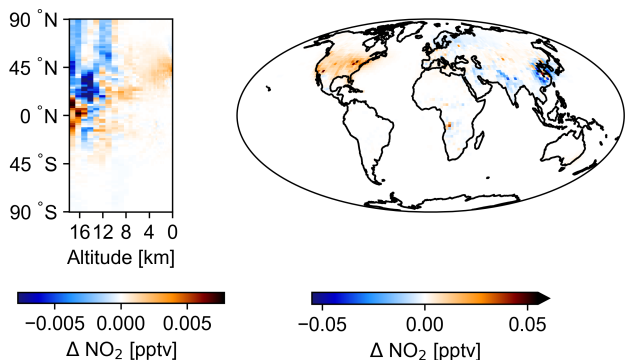 90 °N
45 °N
0 °N
45 °S
90 °S
16 12 8 4 0
Altitude [km]
−0.005 0.000 0.005
Δ NO₂ [pptv]
−0.05 0.00 0.05
Δ NO₂ [pptv]